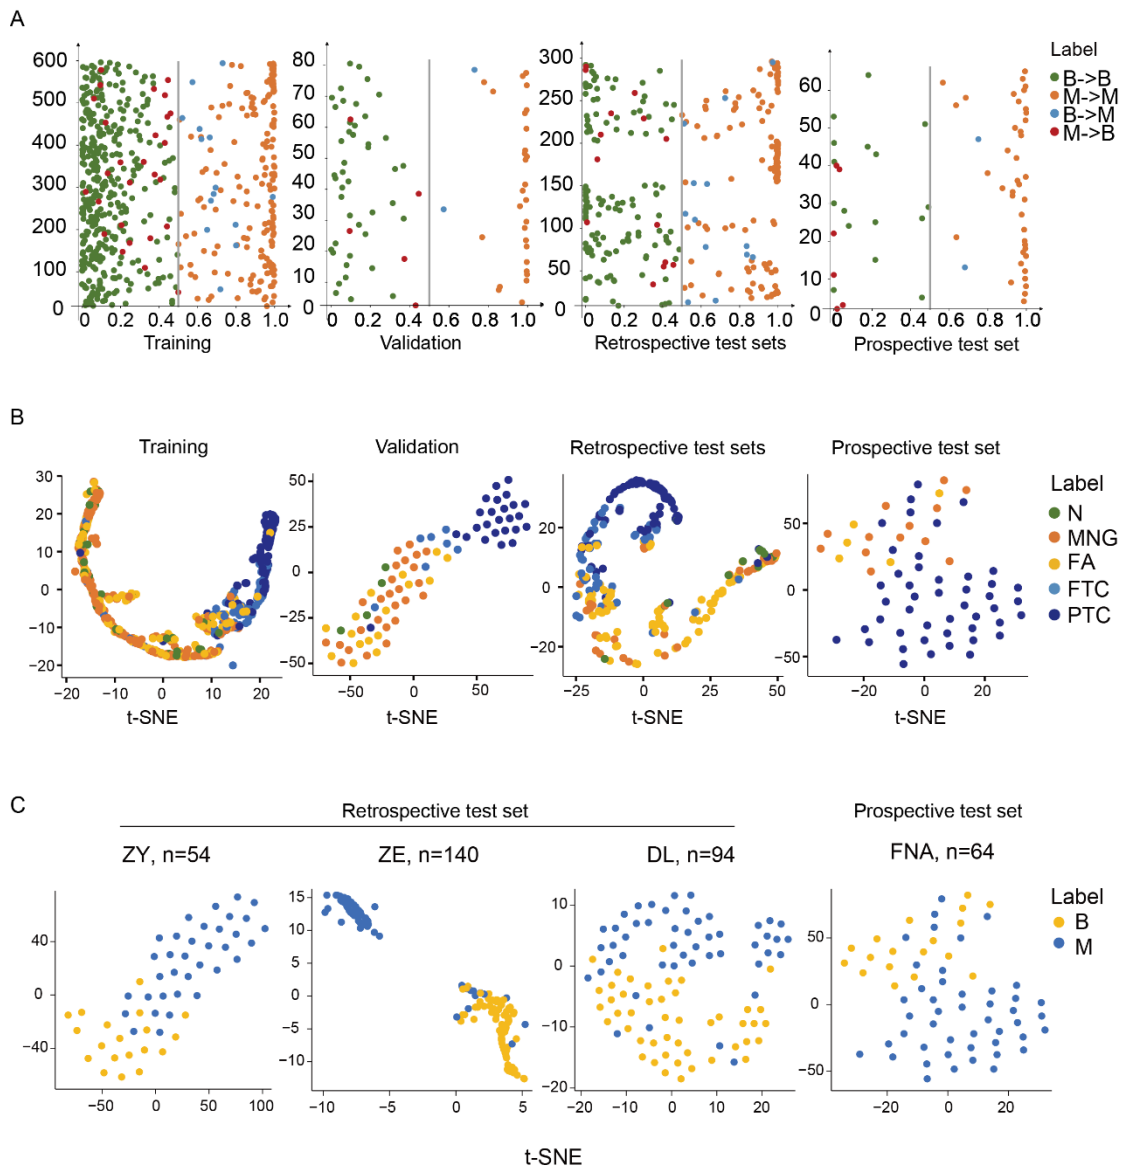 A
600
500
400
300
200
100
0
0 0.2 0.4 0.6 0.8 1.0
Training
80
70
60
50
40
30
20
10
0
0 0.2 0.4 0.6 0.8 1.0
Validation
300
250
200
150
100
50
0
0 0.2 0.4 0.6 0.8 1.0
Retrospective test sets
60
40
20
0
0 0.2 0.4 0.6 0.8 1.0
Prospective test set
Label
B->B
M->M
B->M
M->B
B
Training
30
20
10
0
−10
−20
−20 −10 0 10 20
t-SNE
Validation
50
25
0
−25
−50
−50 0 50
t-SNE
Retrospective test sets
20
0
−20
−25 0 25 50
t-SNE
Prospective test set
50
0
−50
−20 0 20
t-SNE
Label
N
MNG
FA
FTC
PTC
C
Retrospective test set
Prospective test set
ZY, n=54
40
0
−40
−50 0 50 100
ZE, n=140
15
10
5
0
−5
−10
−10 −5 0 5
DL, n=94
10
0
−10
−20
−20 −10 0 10 20
FNA, n=64
50
0
−50
−20 0 20
Label
B
M
t-SNE